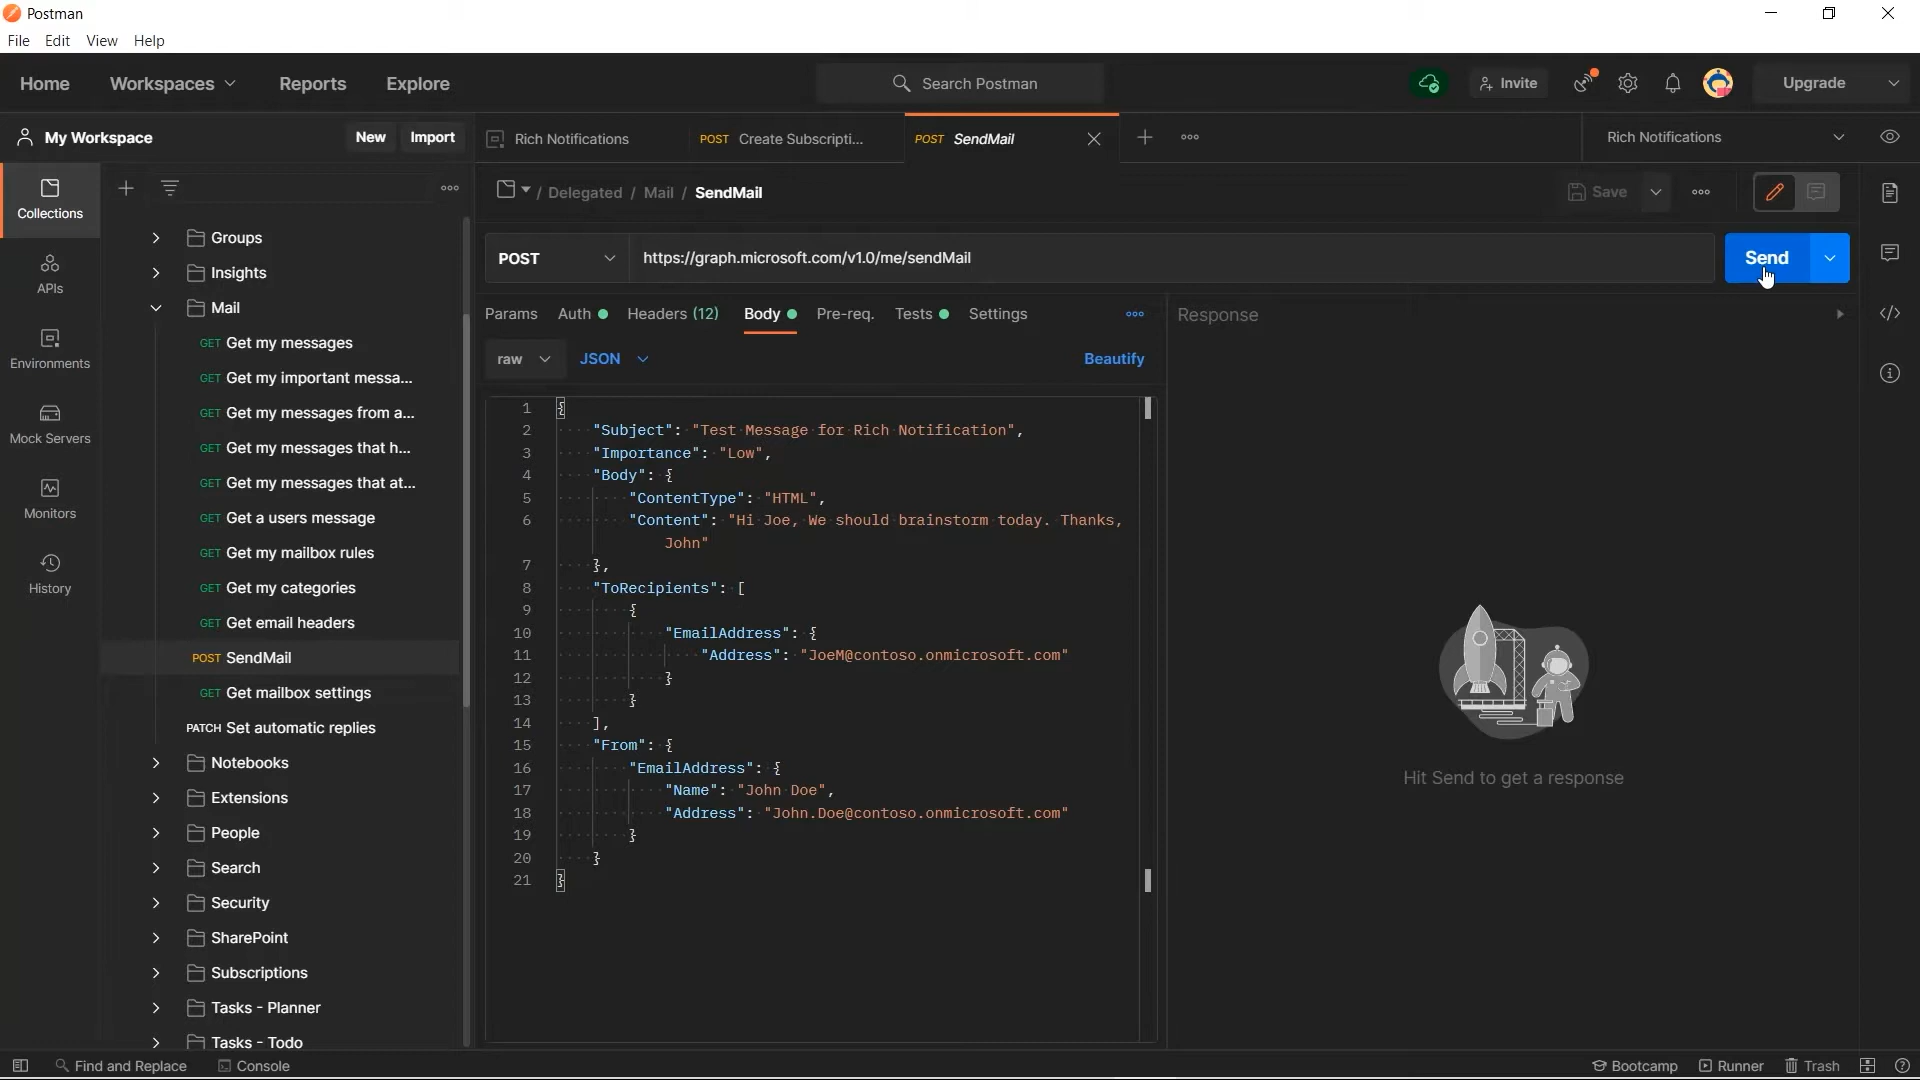 Postman
File Edit View Help
Home Workspaces Reports Explore Search Postman Invite Upgrade
My Workspace New Import Rich Notifications POST Create Subscripti... POST SendMail Rich Notifications
/ Delegated / Mail / SendMail Save
POST https://graph.microsoft.com/v1.0/me/sendMail Send
Collections
APIs
Environments
Mock Servers
Monitors
History
Groups
Insights
Mail
GET Get my messages
GET Get my important messa...
GET Get my messages from a...
GET Get my messages that h...
GET Get my messages that at...
GET Get a users message
GET Get my mailbox rules
GET Get my categories
GET Get email headers
POST SendMail
GET Get mailbox settings
PATCH Set automatic replies
Notebooks
Extensions
People
Search
Security
SharePoint
Subscriptions
Tasks - Planner
Tasks - Todo
Params Auth Headers (12) Body Pre-req. Tests Settings
raw JSON Beautify
1 {
2 "Subject": "Test Message for Rich Notification",
3 "Importance": "Low",
4 "Body": {
5 "ContentType": "HTML",
6 "Content": "Hi Joe, We should brainstorm today. Thanks,
John"
7 },
8 "ToRecipients": [
9 {
10 "EmailAddress": {
11 "Address": "JoeM@contoso.onmicrosoft.com"
12 }
13 }
14 ],
15 "From": {
16 "EmailAddress": {
17 "Name": "John Doe",
18 "Address": "John.Doe@contoso.onmicrosoft.com"
19 }
20 }
21 }
Response
Hit Send to get a response
Find and Replace Console Bootcamp Runner Trash